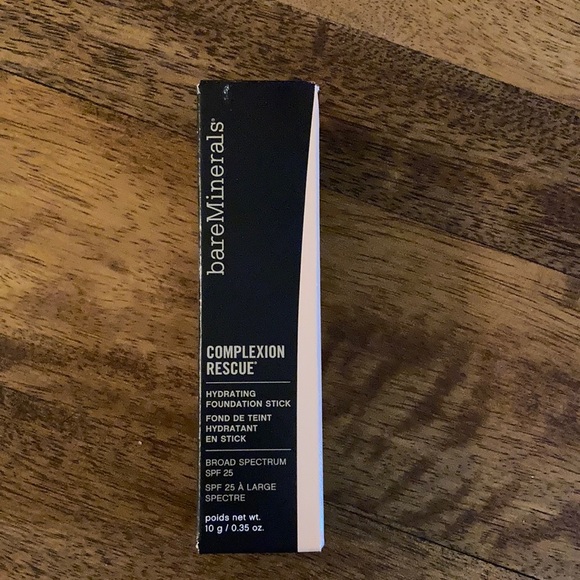 bareMinerals®
COMPLEXION
RESCUE®
HYDRATING
FOUNDATION STICK
FOND DE TEINT
HYDRATANT
EN STICK
BROAD SPECTRUM
SPF 25
SPF 25 À LARGE
SPECTRE
poids net wt.
10 g / 0.35 oz.